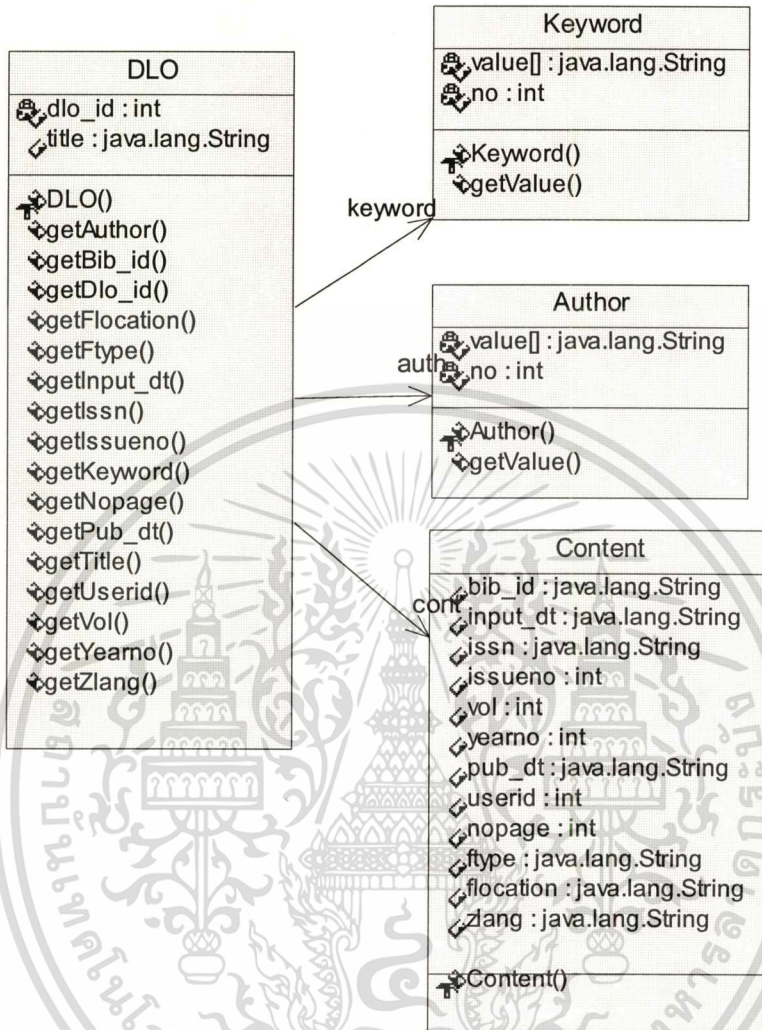 DLO
dlo_id : int
title : java.lang.String
DLO()
getAuthor()
getBib_id()
getDlo_id()
getFlocation()
getFtype()
getInput_dt()
getIssn()
getIssueno()
getKeyword()
getNopage()
getPub_dt()
getTitle()
getUserid()
getVol()
getYearno()
getZlang()
keyword
Keyword
value[] : java.lang.String
no : int
Keyword()
getValue()
auth
Author
value[] : java.lang.String
no : int
Author()
getValue()
cont
Content
bib_id : java.lang.String
input_dt : java.lang.String
issn : java.lang.String
issueno : int
vol : int
yearno : int
pub_dt : java.lang.String
userid : int
nopage : int
ftype : java.lang.String
flocation : java.lang.String
zlang : java.lang.String
Content()